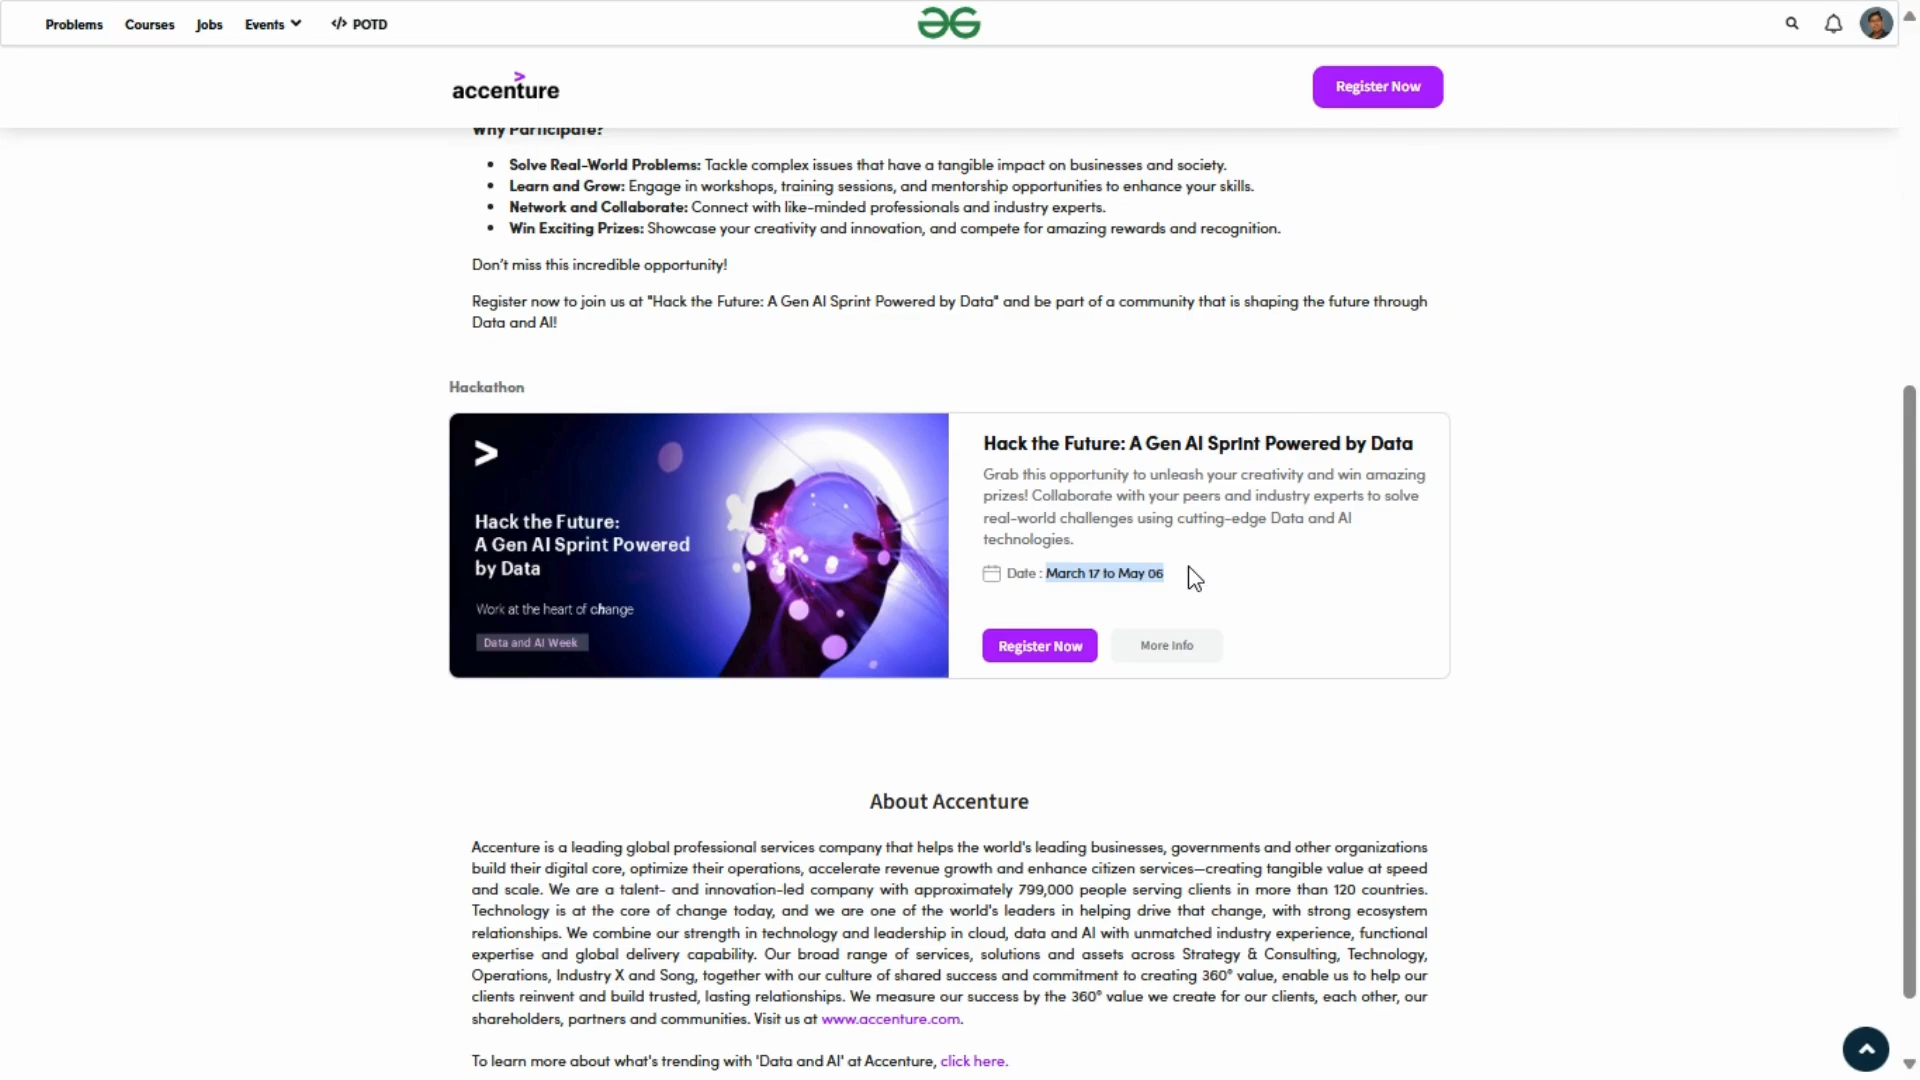 Problems Courses Jobs Events </> POTD
accenture
Register Now
Why Participate?
Solve Real-World Problems: Tackle complex issues that have a tangible impact on businesses and society.
Learn and Grow: Engage in workshops, training sessions, and mentorship opportunities to enhance your skills.
Network and Collaborate: Connect with like-minded professionals and industry experts.
Win Exciting Prizes: Showcase your creativity and innovation, and compete for amazing rewards and recognition.
Don't miss this incredible opportunity!
Register now to join us at "Hack the Future: A Gen AI Sprint Powered by Data" and be part of a community that is shaping the future through
Data and AI!
Hackathon
Hack the Future:
A Gen AI Sprint Powered
by Data
Work at the heart of change
Data and AI Week
Hack the Future: A Gen AI Sprint Powered by Data
Grab this opportunity to unleash your creativity and win amazing
prizes! Collaborate with your peers and industry experts to solve
real-world challenges using cutting-edge Data and AI
technologies.
Date : March 17 to May 06
Register Now
More Info
About Accenture
Accenture is a leading global professional services company that helps the world's leading businesses, governments and other organizations
build their digital core, optimize their operations, accelerate revenue growth and enhance citizen services—creating tangible value at speed
and scale. We are a talent- and innovation-led company with approximately 799,000 people serving clients in more than 120 countries.
Technology is at the core of change today, and we are one of the world's leaders in helping drive that change, with strong ecosystem
relationships. We combine our strength in technology and leadership in cloud, data and AI with unmatched industry experience, functional
expertise and global delivery capability. Our broad range of services, solutions and assets across Strategy & Consulting, Technology,
Operations, Industry X and Song, together with our culture of shared success and commitment to creating 360° value, enable us to help our
clients reinvent and build trusted, lasting relationships. We measure our success by the 360° value we create for our clients, each other, our
shareholders, partners and communities. Visit us at www.accenture.com.
To learn more about what's trending with 'Data and AI' at Accenture, click here.